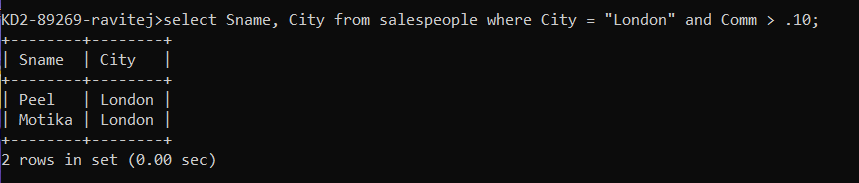 KD2-89269-ravitej>select Sname, City from salespeople where City = "London" and Comm > .10;
+--------+--------+
| Sname  | City   |
+--------+--------+
| Peel   | London |
| Motika | London |
+--------+--------+
2 rows in set (0.00 sec)